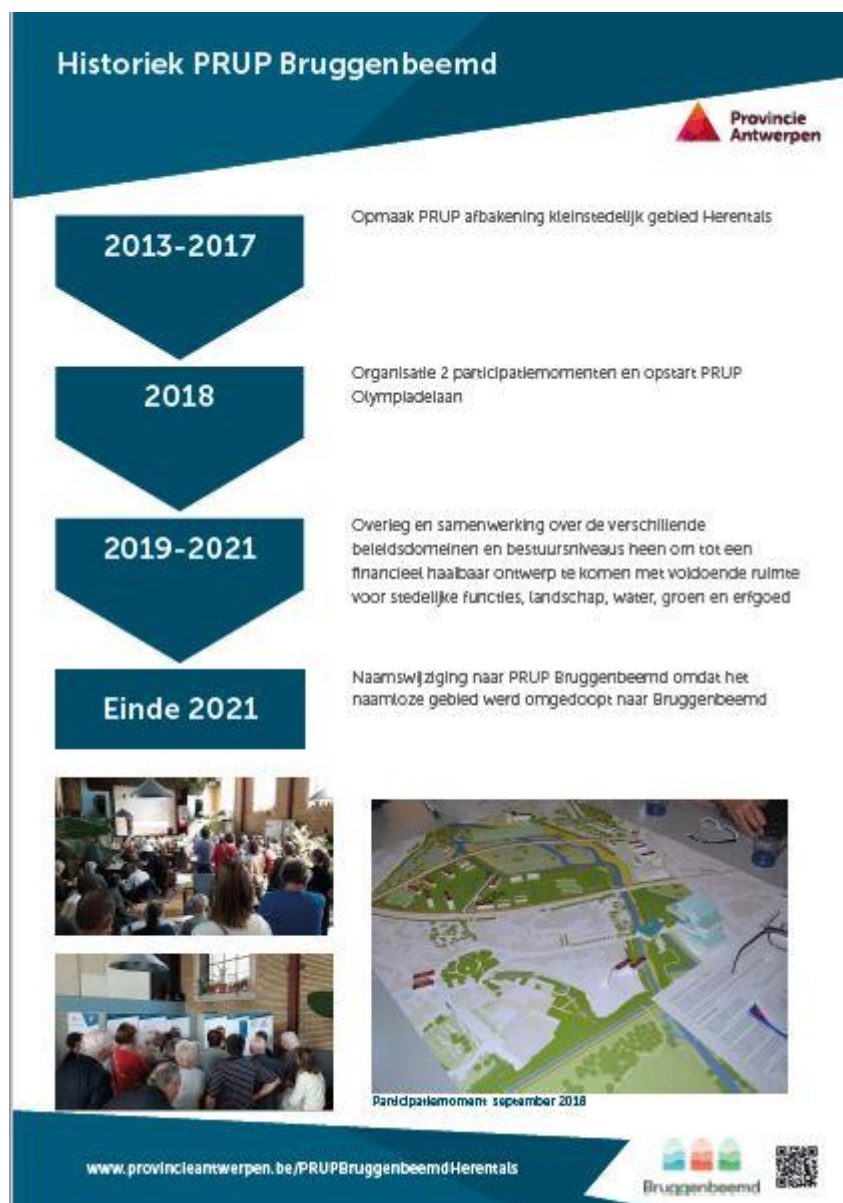 Historiek PRUP Bruggenbeemd
Provincie
Antwerpen
2013-2017
Opmaak PRUP afbakening kleinstedelijk gebied Herentals
2018
Organisatie 2 participatiemomenten en opstart PRUP
Olympiadelaan
2019-2021
Overleg en samenwerking over de verschillende
beleidsdomeinen en bestuursniveaus heen om tot een
financieel haalbaar ontwerp te komen met voldoende ruimte
voor stedelijke functies, landschap, water, groen en erfgoed
Einde 2021
Naamswijziging naar PRUP Bruggenbeemd omdat het
naamloze gebied werd omgedoopt naar Bruggenbeemd
Participatiemoment september 2018
www.provincieantwerpen.be/PRUPBruggenbeemdHerentals
Bruggenbeemd